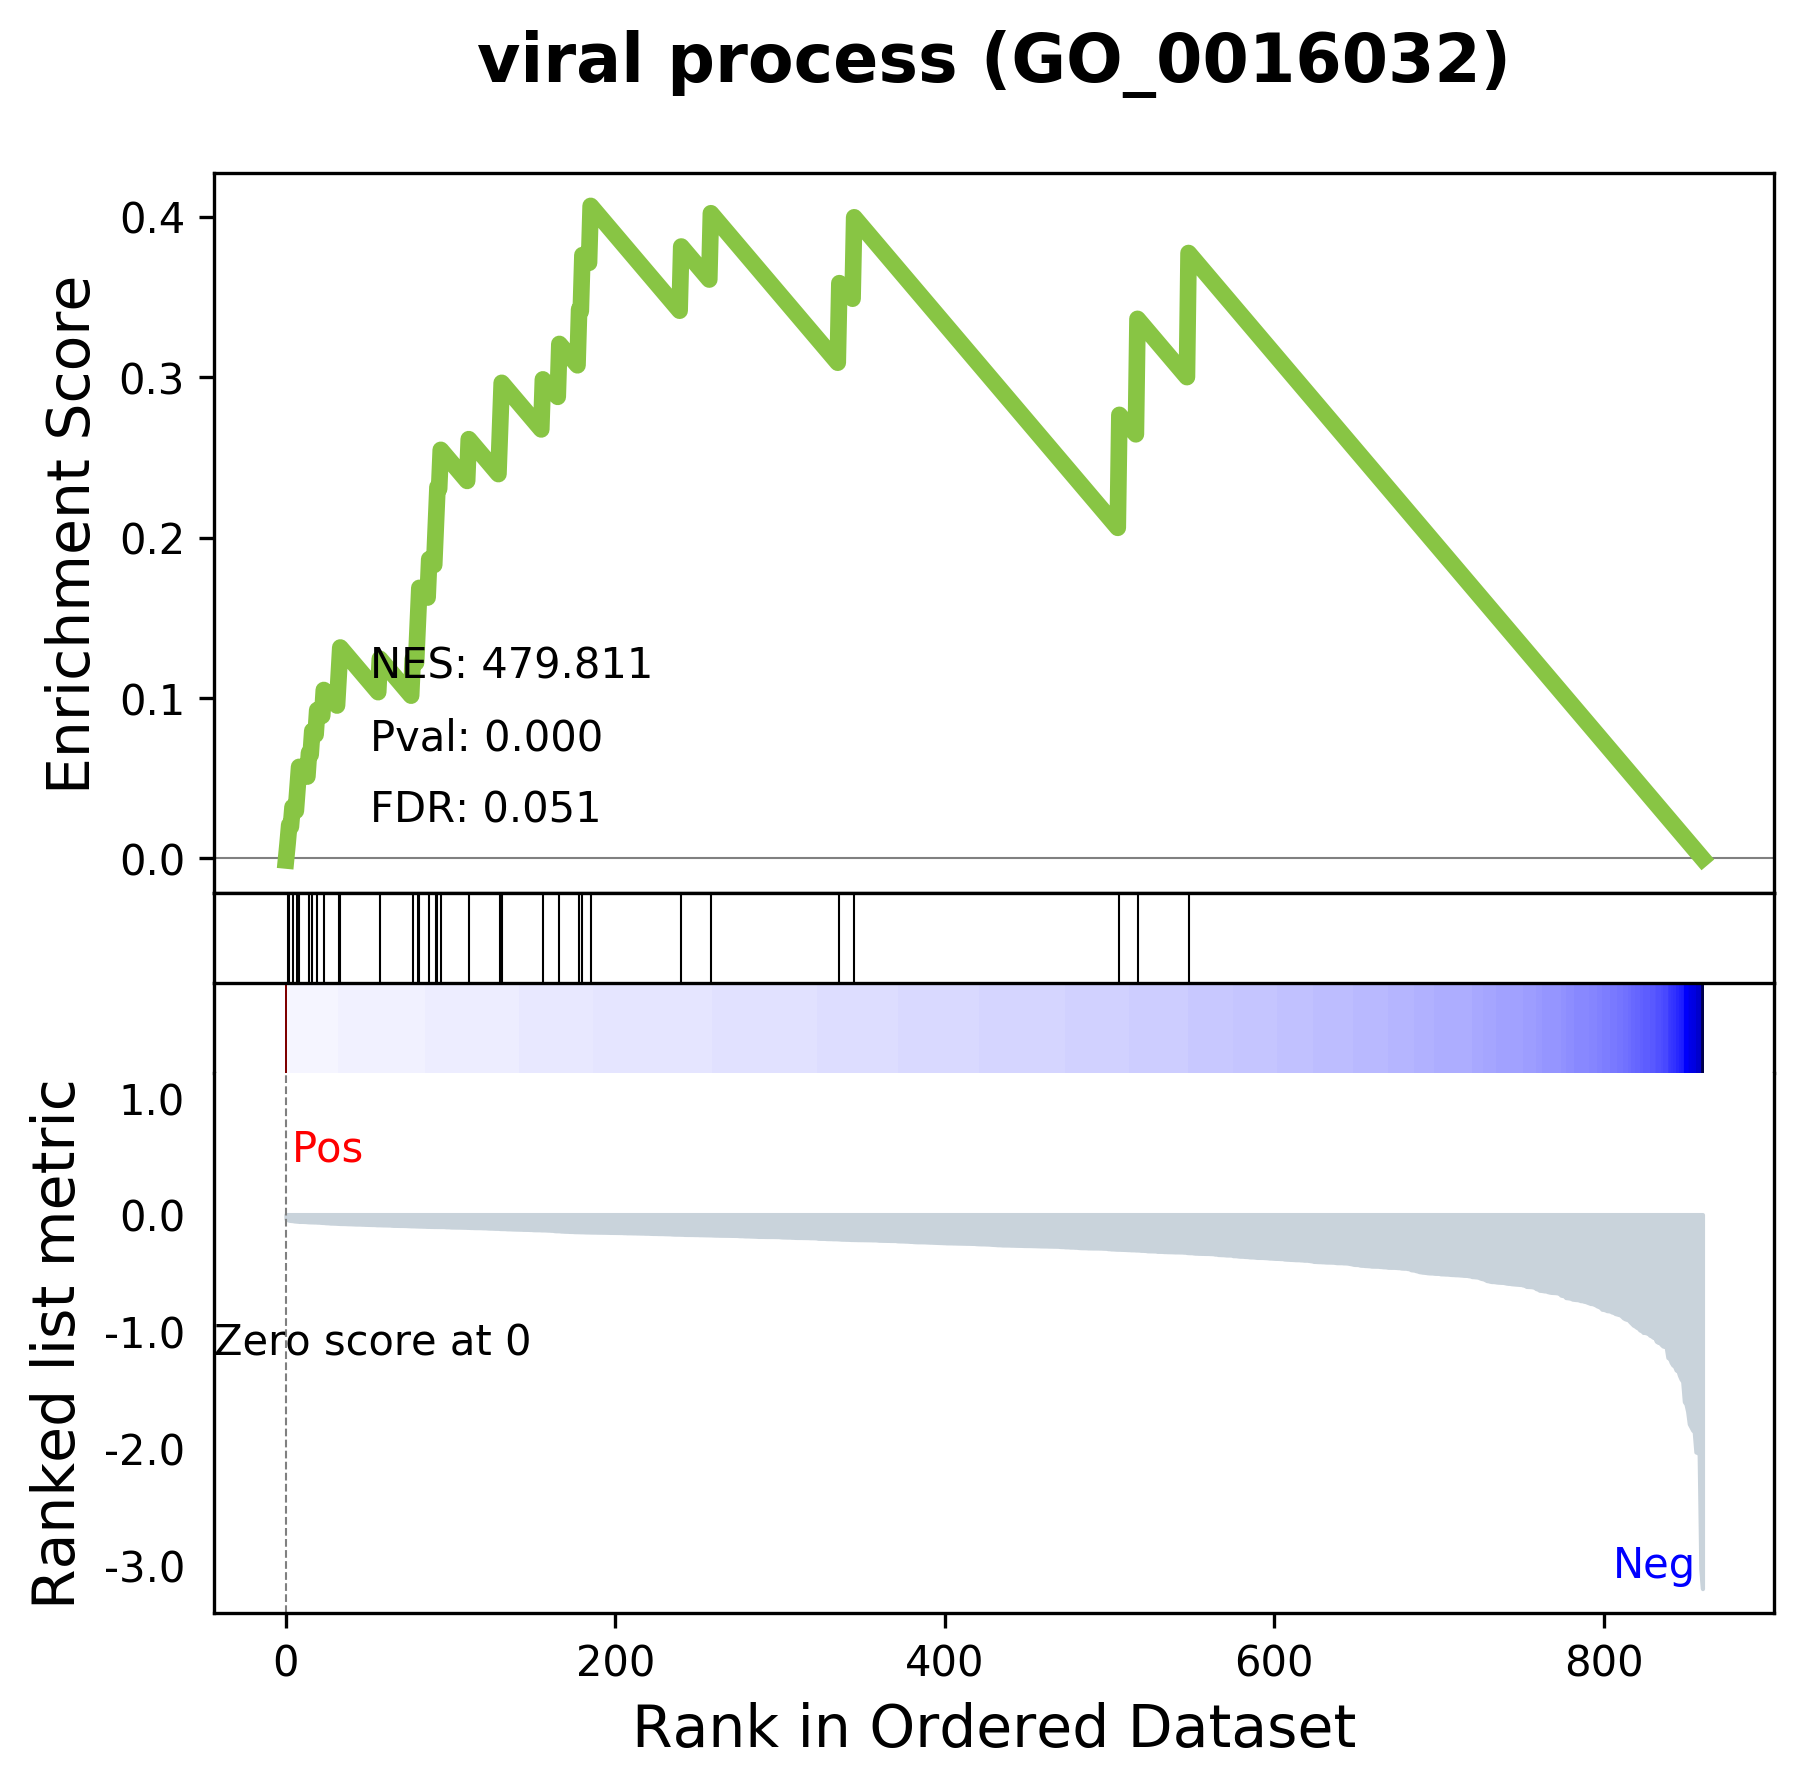 viral process (GO_0016032)
Enrichment Score
0.4
0.3
0.2
0.1
0.0
NES: 479.811
Pval: 0.000
FDR: 0.051
Ranked list metric
1.0
0.0
-1.0
-2.0
-3.0
Pos
Zero score at 0
Neg
0 200 400 600 800
Rank in Ordered Dataset